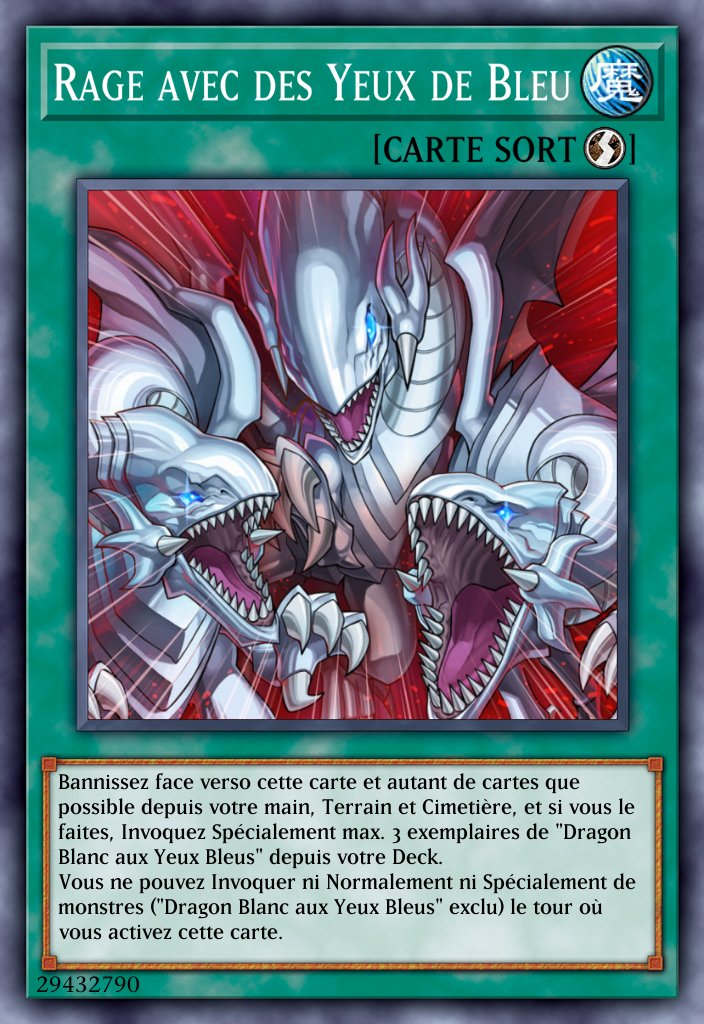 Rage avec des Yeux de Bleu 魔
[CARTE SORT ]
Bannissez face verso cette carte et autant de cartes que
possible depuis votre main, Terrain et Cimetière, et si vous le
faites, Invoquez Spécialement max. 3 exemplaires de "Dragon
Blanc aux Yeux Bleus" depuis votre Deck.
Vous ne pouvez Invoquer ni Normalement ni Spécialement de
monstres ("Dragon Blanc aux Yeux Bleus" exclu) le tour où
vous activez cette carte.
29432790